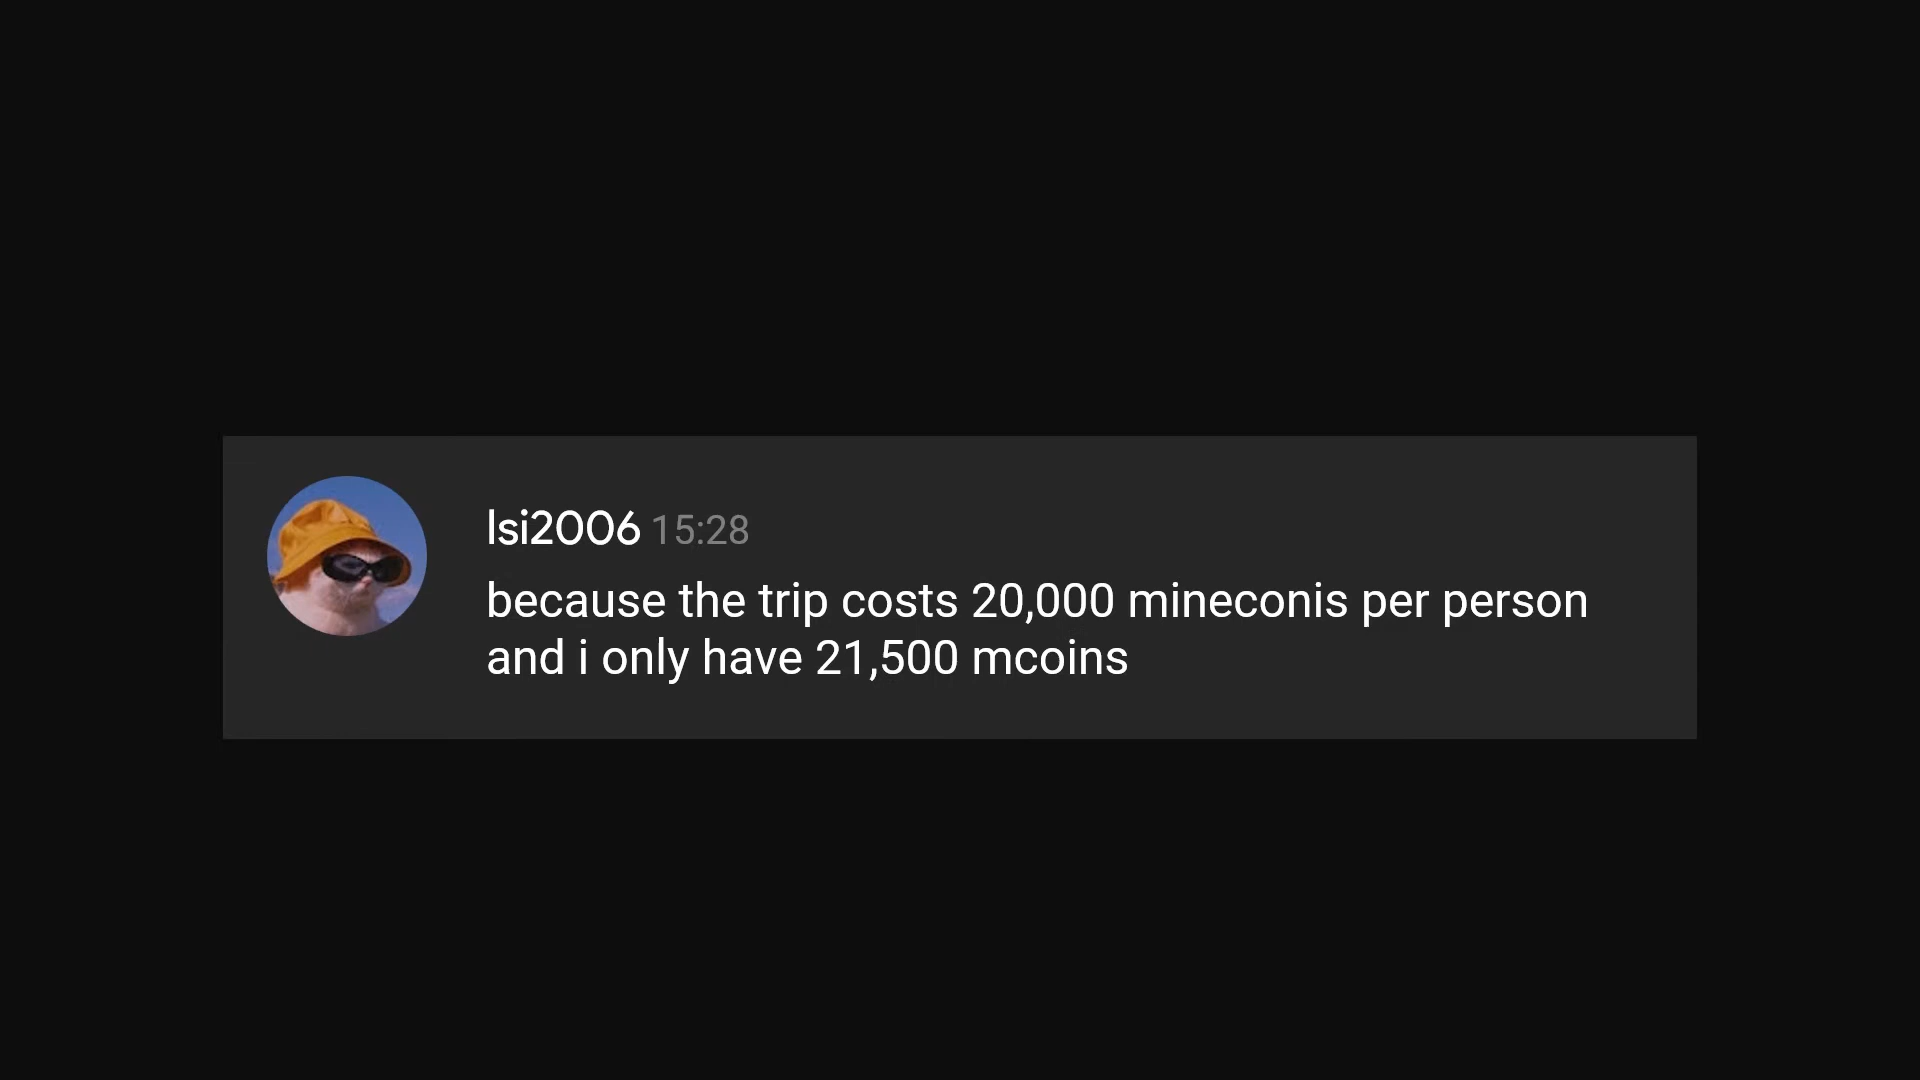 lsi2006 15:28
because the trip costs 20,000 mineconis per person
and i only have 21,500 mcoins